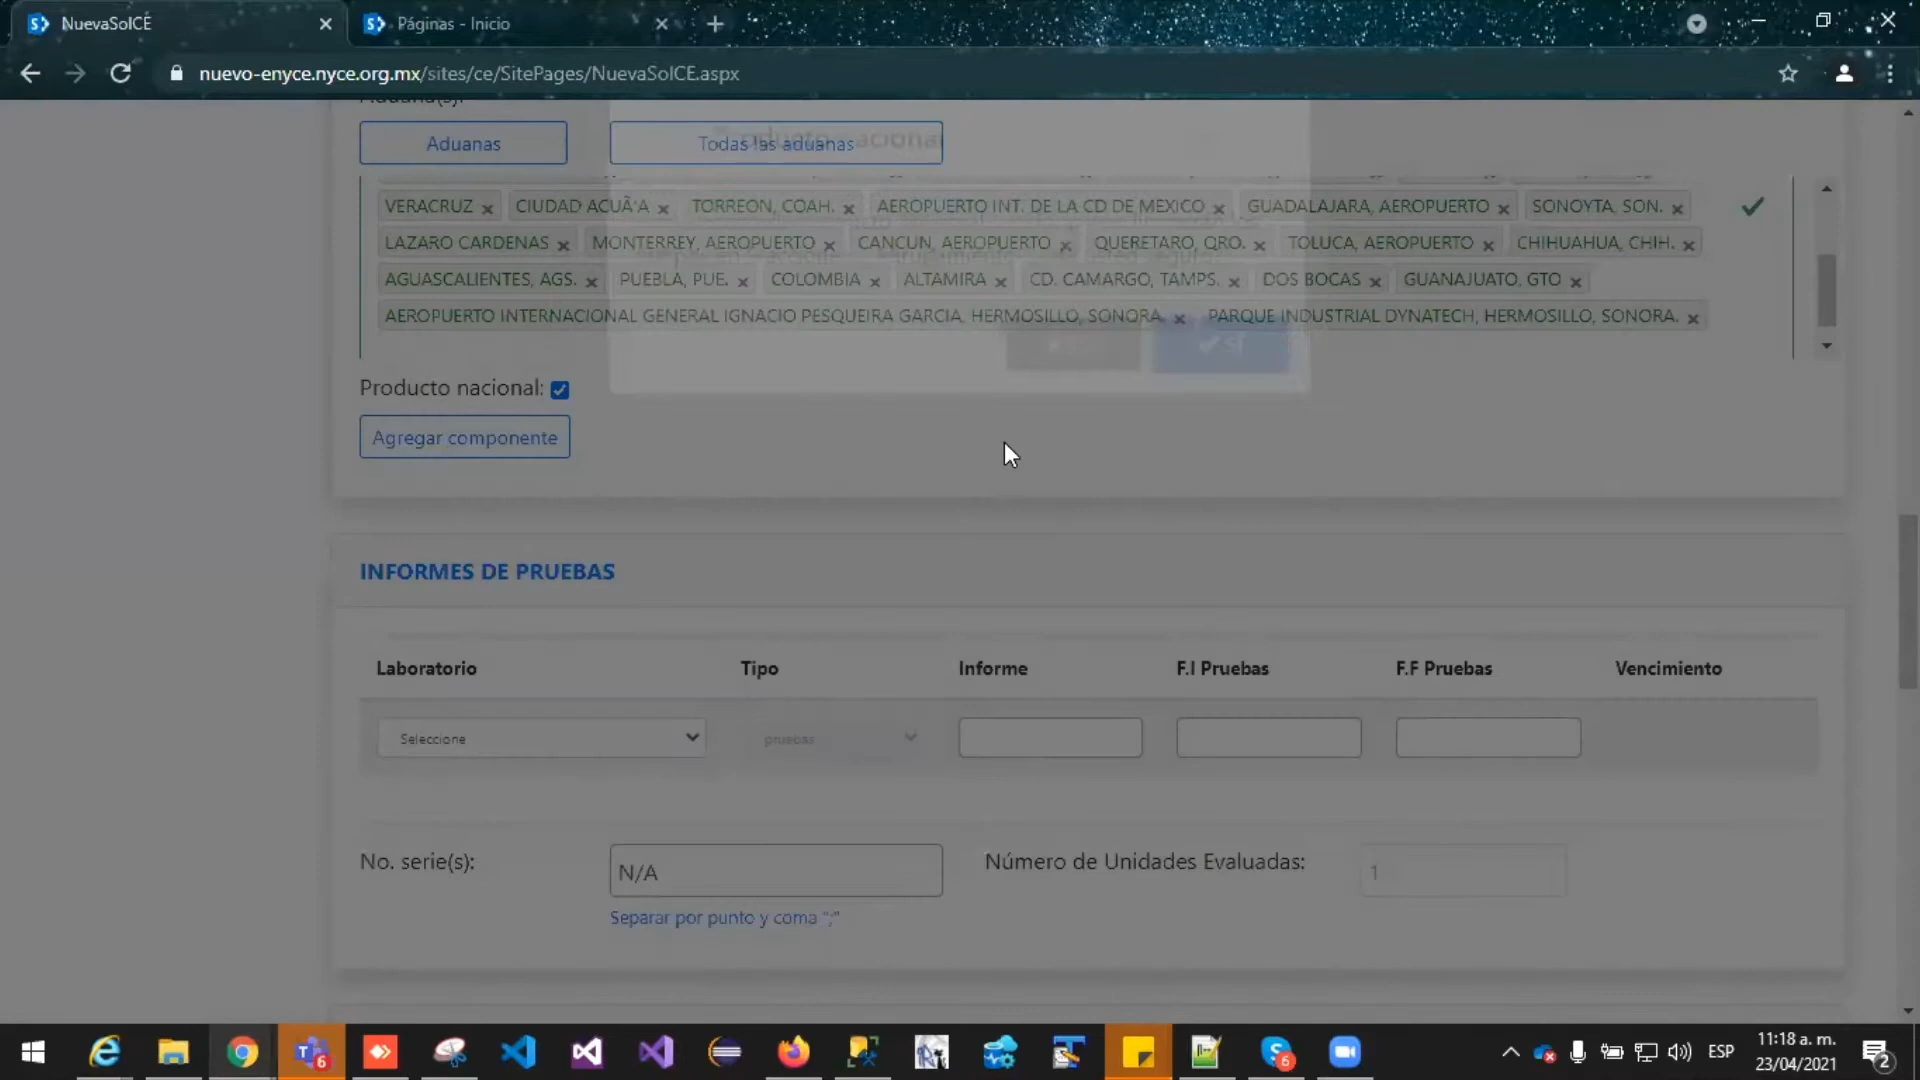 NuevaSolCE
Páginas - Inicio
nuevo-enyce.nyce.org.mx/sites/ce/SitePages/NuevaSolCE.aspx
Aduana(s):
Aduanas
Todas las aduanas
VERACRUZ × CIUDAD ACUÃ'A × TORREON, COAH. × AEROPUERTO INT. DE LA CD DE MEXICO × GUADALAJARA, AEROPUERTO × SONOYTA, SON. ×
LAZARO CARDENAS × MONTERREY, AEROPUERTO × CANCUN, AEROPUERTO × QUERETARO, QRO. × TOLUCA, AEROPUERTO × CHIHUAHUA, CHIH. ×
AGUASCALIENTES, AGS. × PUEBLA, PUE. × COLOMBIA × ALTAMIRA × CD. CAMARGO, TAMPS. × DOS BOCAS × GUANAJUATO, GTO ×
AEROPUERTO INTERNACIONAL GENERAL IGNACIO PESQUEIRA GARCIA, HERMOSILLO, SONORA. × PARQUE INDUSTRIAL DYNATECH, HERMOSILLO, SONORA. ×
Producto nacional:
Agregar componente
INFORMES DE PRUEBAS
Laboratorio Tipo Informe F.I Pruebas F.F Pruebas Vencimiento
Seleccione pruebas
No. serie(s): N/A Número de Unidades Evaluadas: 1
Separar por punto y coma ";"
ESP
11:18 a. m.
23/04/2021
6
6
2